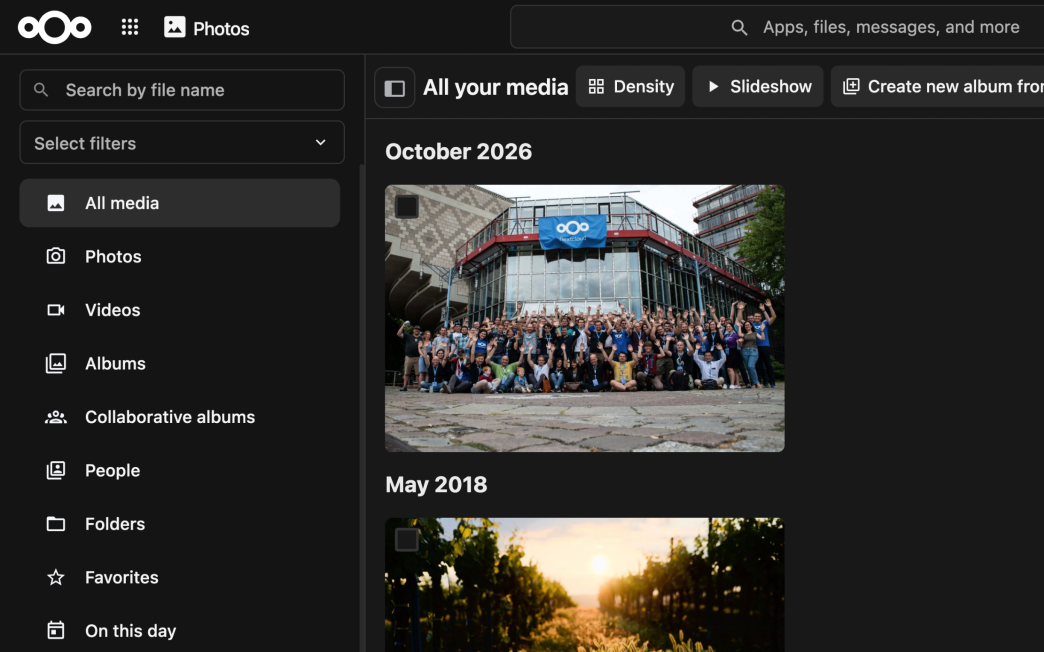 Photos
Apps, files, messages, and more
Search by file name
Select filters
All media
Photos
Videos
Albums
Collaborative albums
People
Folders
Favorites
On this day
All your media
Density
Slideshow
Create new album from
October 2026
May 2018